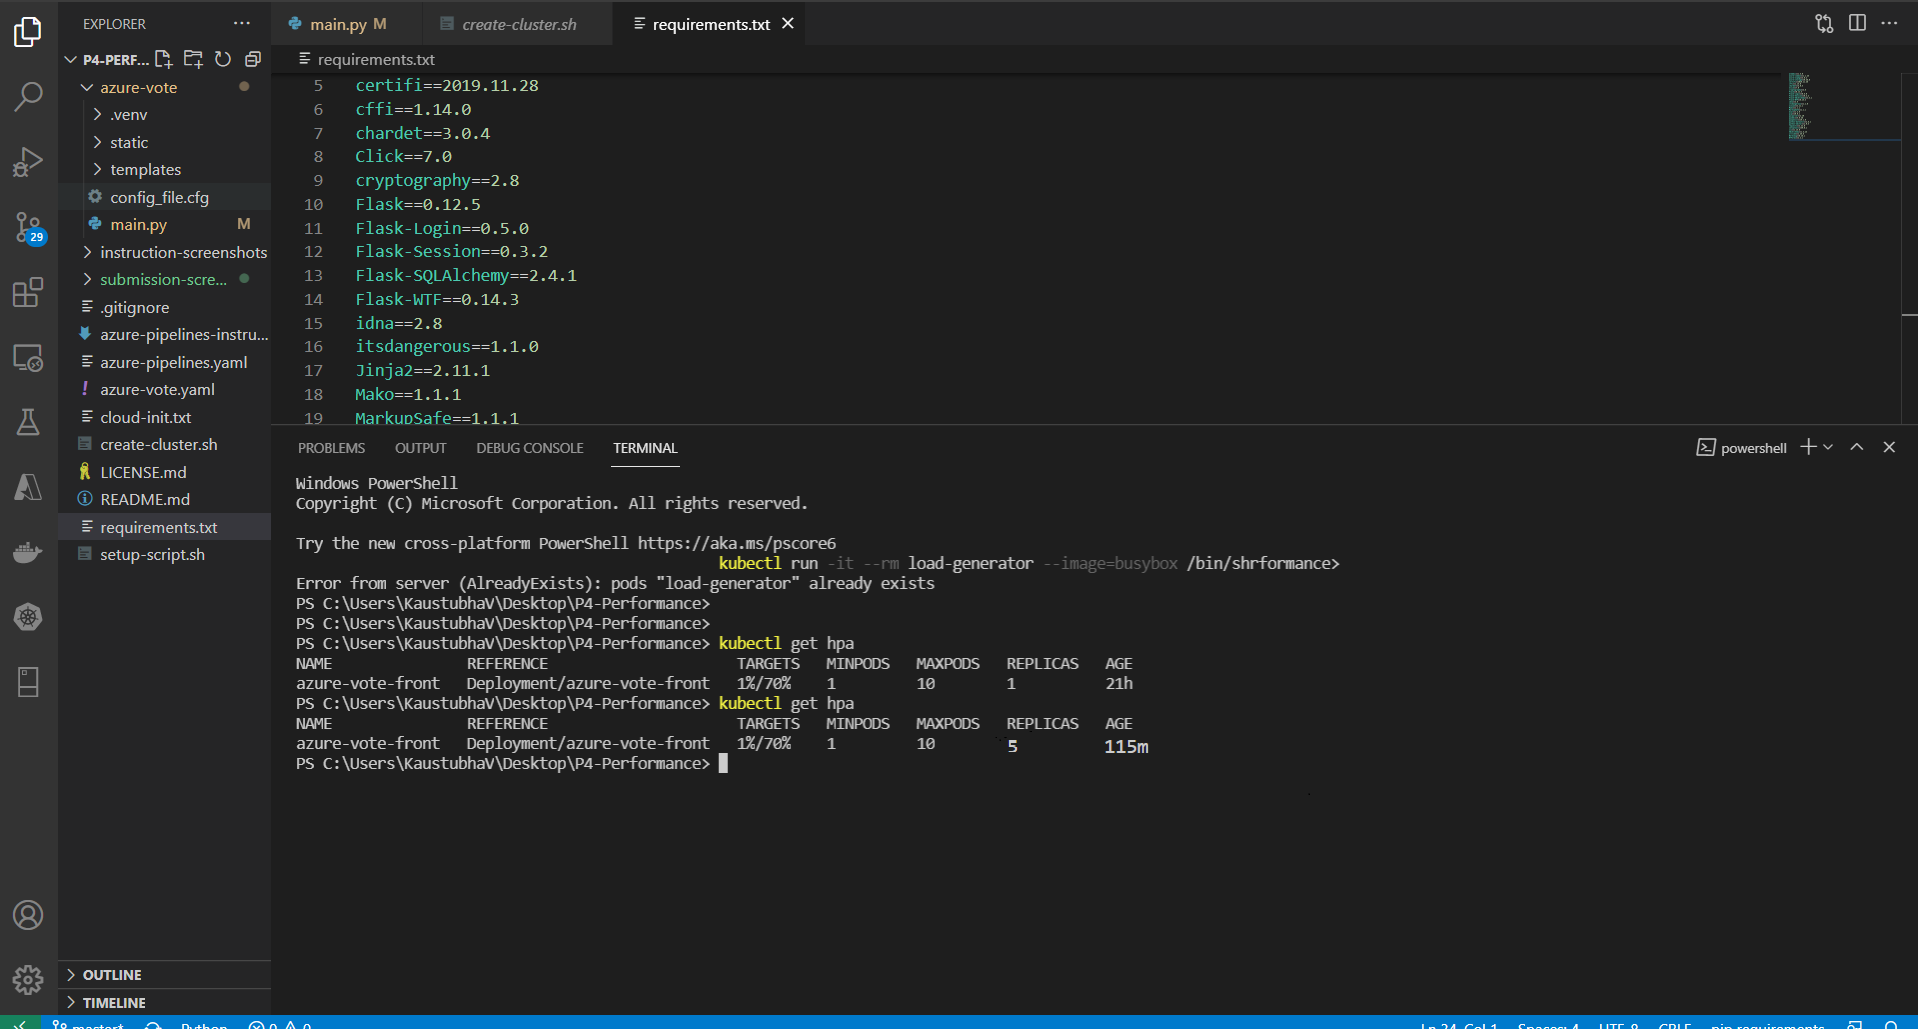 EXPLORER
P4-PERF...
azure-vote
.venv
static
templates
config_file.cfg
main.py M
instruction-screenshots
submission-scre...
.gitignore
azure-pipelines-instru...
azure-pipelines.yaml
azure-vote.yaml
cloud-init.txt
create-cluster.sh
LICENSE.md
README.md
requirements.txt
setup-script.sh
OUTLINE
TIMELINE
29
main.py M
create-cluster.sh
requirements.txt
requirements.txt
5 certifi==2019.11.28
6 cffi==1.14.0
7 chardet==3.0.4
8 Click==7.0
9 cryptography==2.8
10 Flask==0.12.5
11 Flask-Login==0.5.0
12 Flask-Session==0.3.2
13 Flask-SQLAlchemy==2.4.1
14 Flask-WTF==0.14.3
15 idna==2.8
16 itsdangerous==1.1.0
17 Jinja2==2.11.1
18 Mako==1.1.1
19 MarkupSafe==1.1.1
PROBLEMS OUTPUT DEBUG CONSOLE TERMINAL
powershell
Windows PowerShell
Copyright (C) Microsoft Corporation. All rights reserved.
Try the new cross-platform PowerShell https://aka.ms/pscore6
kubectl run -it --rm load-generator --image=busybox /bin/shrformance>
Error from server (AlreadyExists): pods "load-generator" already exists
PS C:\Users\KaustubhaV\Desktop\P4-Performance>
PS C:\Users\KaustubhaV\Desktop\P4-Performance>
PS C:\Users\KaustubhaV\Desktop\P4-Performance> kubectl get hpa
NAME REFERENCE TARGETS MINPODS MAXPODS REPLICAS AGE
azure-vote-front Deployment/azure-vote-front 1%/70% 1 10 1 21h
PS C:\Users\KaustubhaV\Desktop\P4-Performance> kubectl get hpa
NAME REFERENCE TARGETS MINPODS MAXPODS REPLICAS AGE
azure-vote-front Deployment/azure-vote-front 1%/70% 1 10 5 115m
PS C:\Users\KaustubhaV\Desktop\P4-Performance>
master* Python 0 0 Ln 24, Col 1 Spaces: 4 UTF-8 CRLF pip requirements